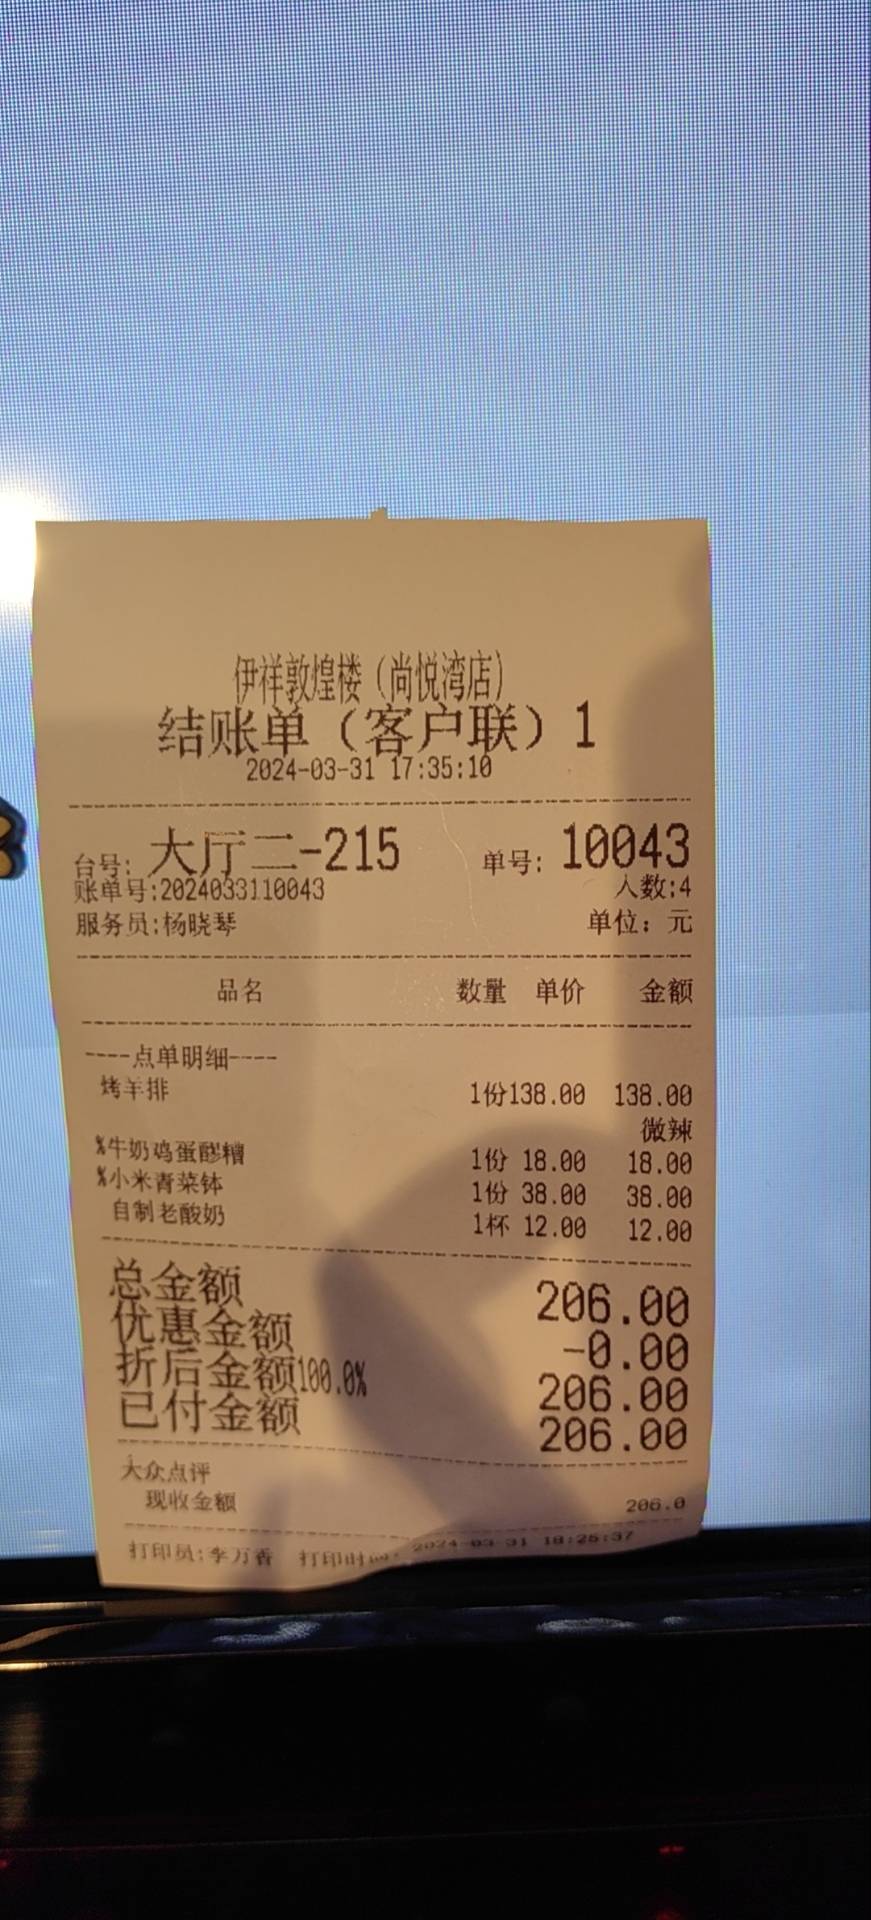 伊祥敦煌楼（尚悦湾店）
结账单（客户联）1
2024-03-31 17:35:10
台号: 大厅二-215 单号: 10043
账单号:2024033110043 人数:4
服务员:杨晓琴 单位: 元
品名 数量 单价 金额
----点单明细----
烤羊排 1份138.00 138.00
微辣
%牛奶鸡蛋醪糟 1份 18.00 18.00
%小米青菜钵 1份 38.00 38.00
自制老酸奶 1杯 12.00 12.00
总金额 206.00
优惠金额 -0.00
折后金额100.0% 206.00
已付金额 206.00
大众点评
现收金额 206.0
打印员:李万香 打印时间: 2024-03-31 18:25:37